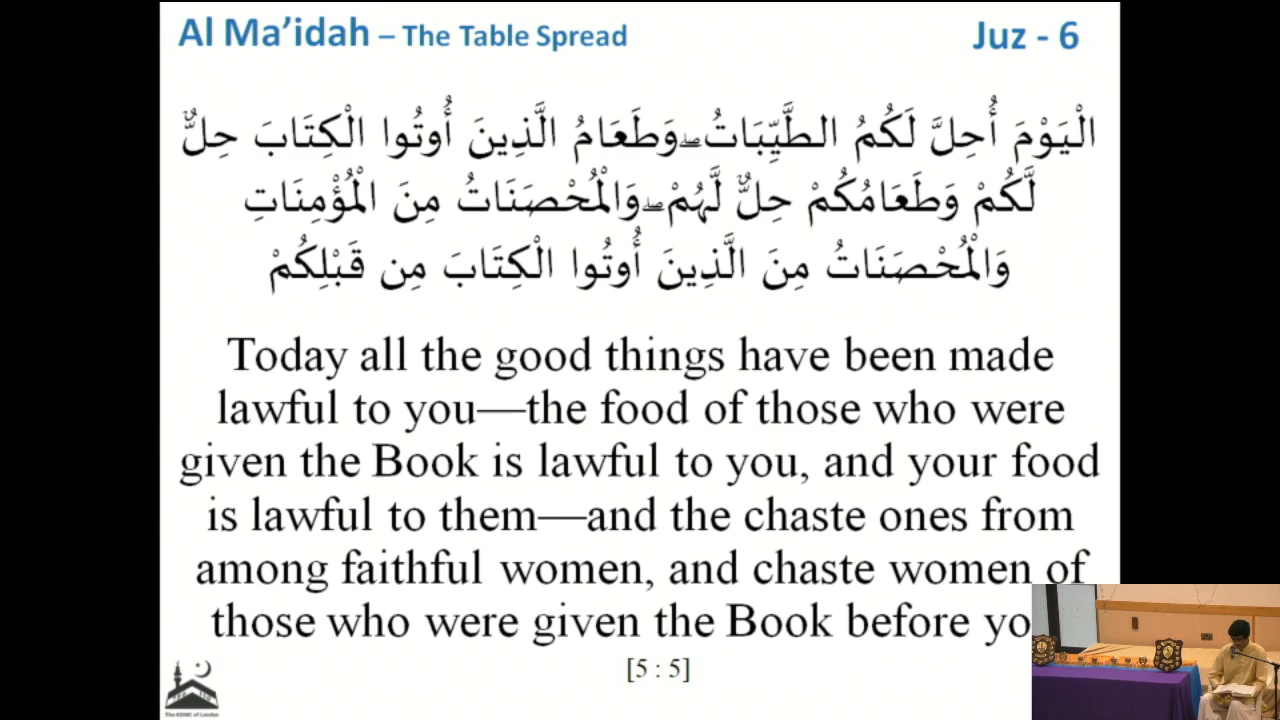 Al Ma’idah – The Table Spread
Juz - 6
الْيَوْمَ أُحِلَّ لَكُمُ الطَّيِّبَاتُ ۖ وَطَعَامُ الَّذِينَ أُوتُوا الْكِتَابَ حِلٌّ
لَّكُمْ وَطَعَامُكُمْ حِلٌّ لَّهُمْ ۖ وَالْمُحْصَنَاتُ مِنَ الْمُؤْمِنَاتِ
وَالْمُحْصَنَاتُ مِنَ الَّذِينَ أُوتُوا الْكِتَابَ مِن قَبْلِكُمْ
Today all the good things have been made
lawful to you—the food of those who were
given the Book is lawful to you, and your food
is lawful to them—and the chaste ones from
among faithful women, and chaste women of
those who were given the Book before yo
[5 : 5]
The KSIMC of London